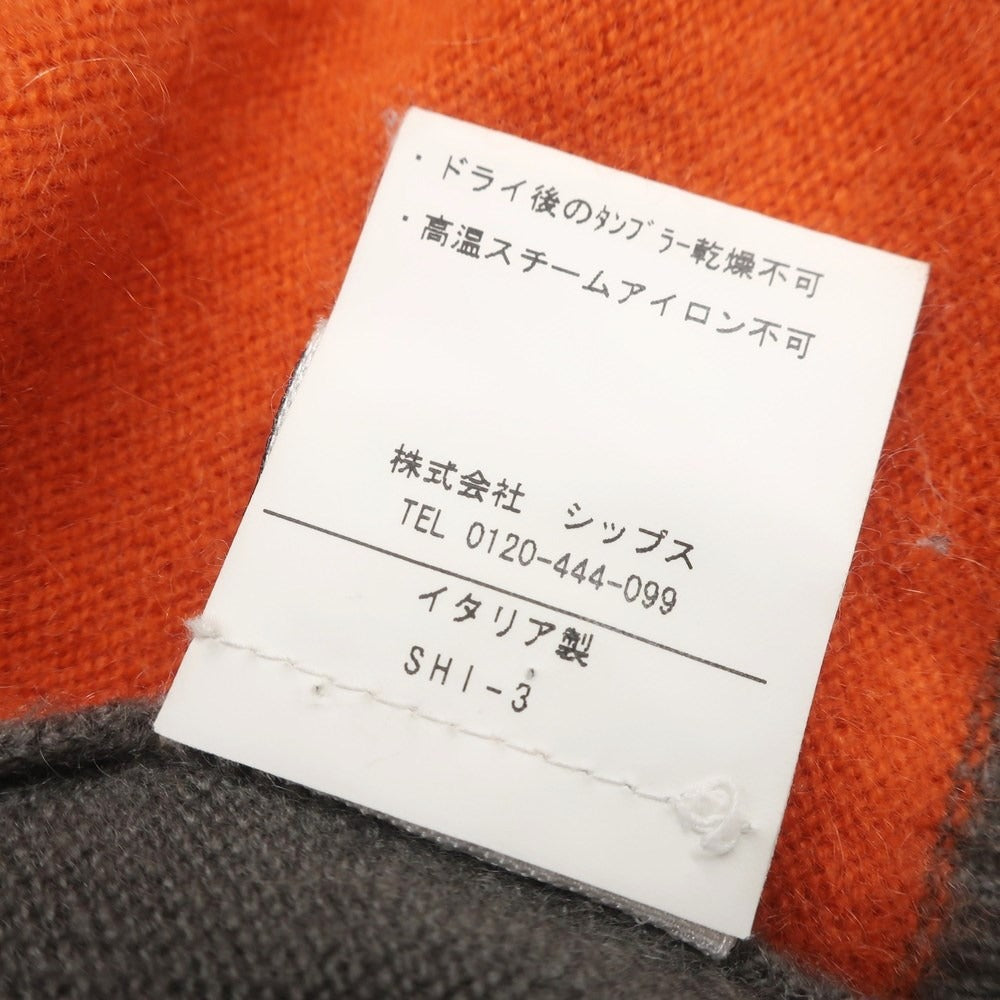 ・ドライ後のﾀﾝﾌﾞﾗｰ乾燥不可
・高温スチームアイロン不可
株式会社　シップス
TEL 0120-444-099
イタリア製
SHI-3